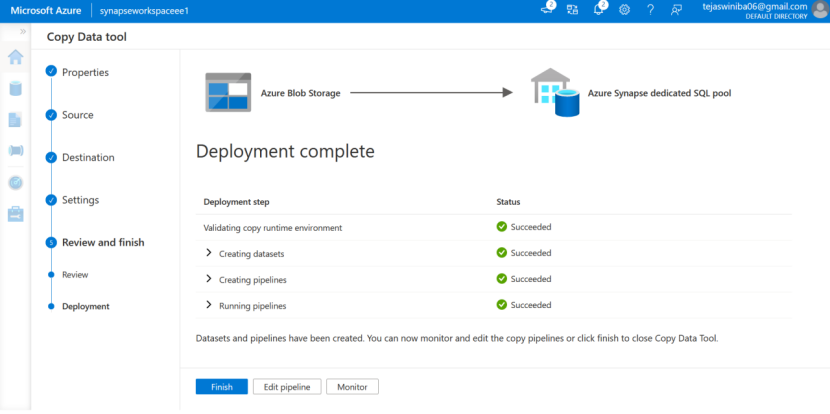 Microsoft Azure | synapseworkspaceee1
2
2
tejaswiniba06@gmail.com
DEFAULT DIRECTORY
Copy Data tool
Properties
Source
Destination
Settings
5 Review and finish
Review
Deployment
Azure Blob Storage
Azure Synapse dedicated SQL pool
Deployment complete
Deployment step Status
Validating copy runtime environment Succeeded
Creating datasets Succeeded
Creating pipelines Succeeded
Running pipelines Succeeded
Datasets and pipelines have been created. You can now monitor and edit the copy pipelines or click finish to close Copy Data Tool.
Finish Edit pipeline Monitor